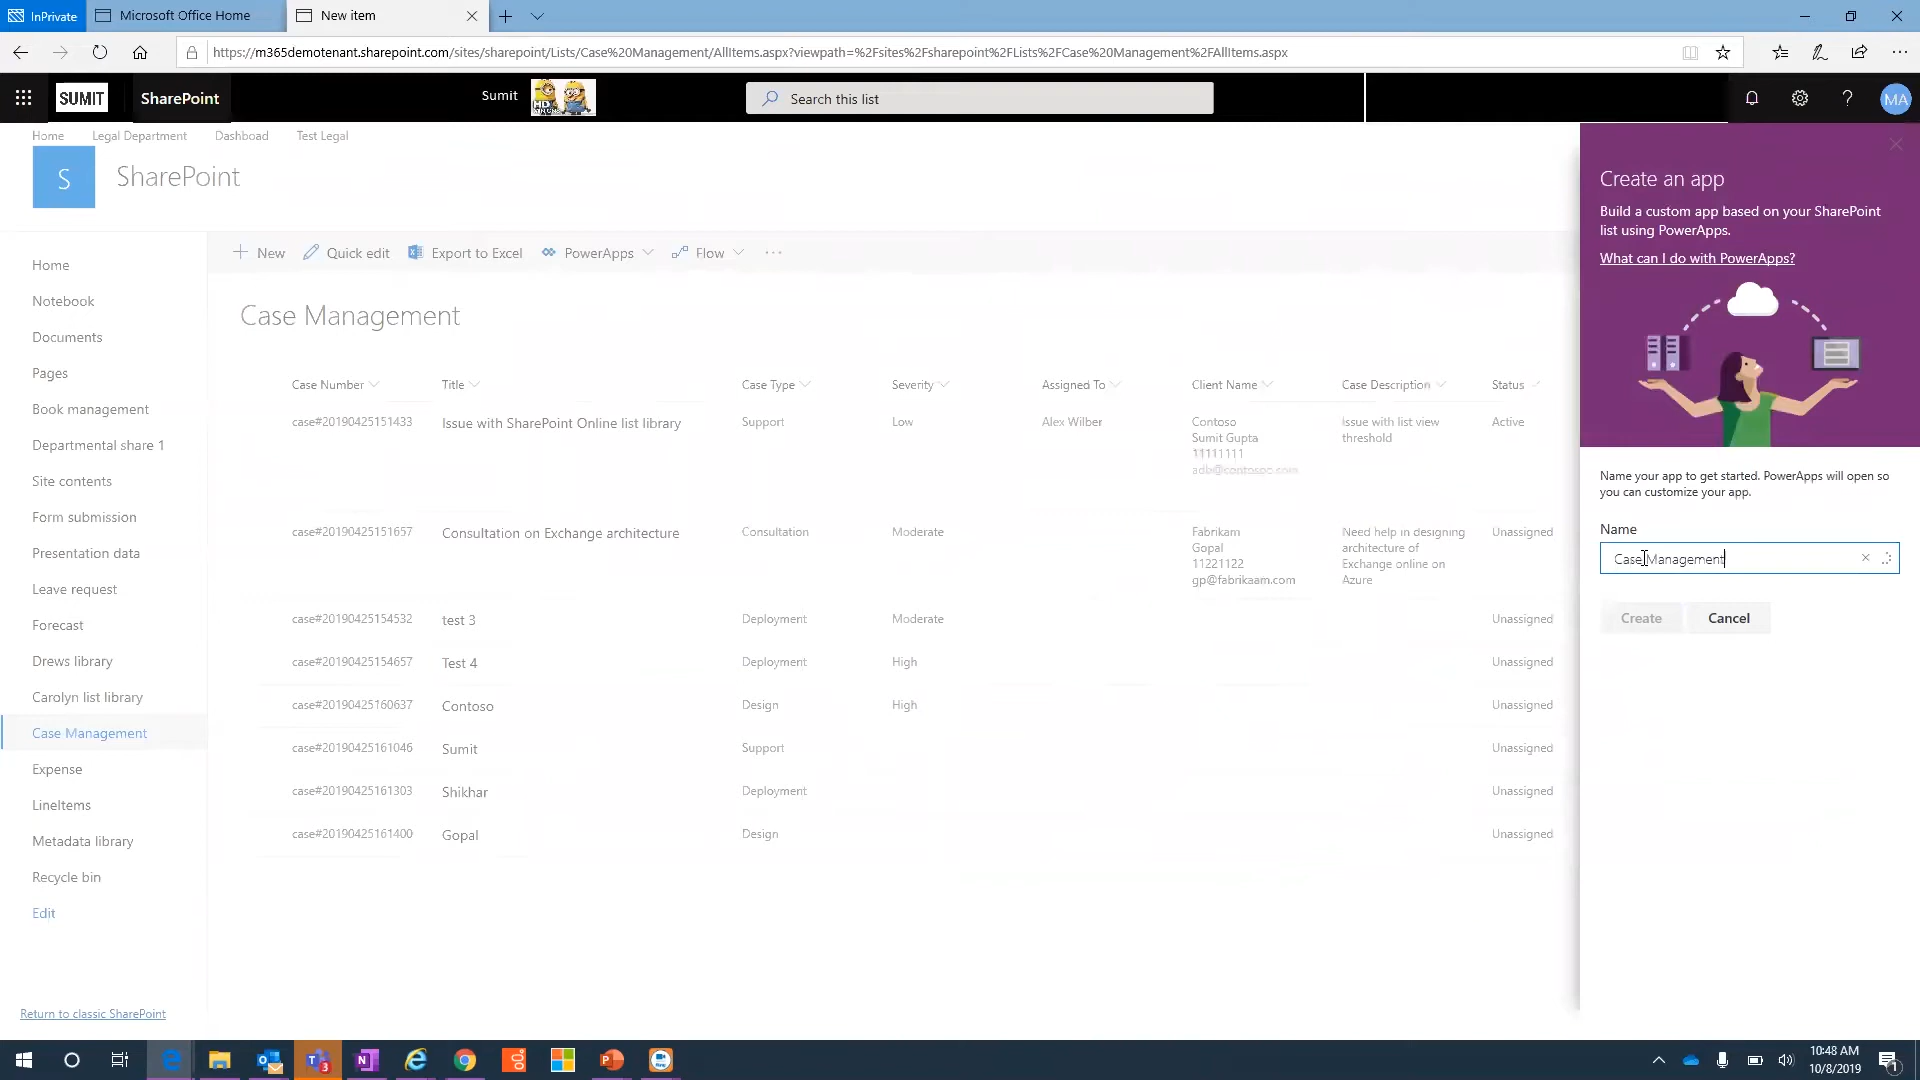 InPrivate
Microsoft Office Home
New item
https://m365demotenant.sharepoint.com/sites/sharepoint/Lists/Case%20Management/AllItems.aspx?viewpath=%2Fsites%2Fsharepoint%2FLists%2FCase%20Management%2FAllItems.aspx
SUMIT
SharePoint
Sumit
Search this list
MA
Home
Legal Department
Dashboad
Test Legal
S
SharePoint
New
Quick edit
Export to Excel
PowerApps
Flow
Home
Notebook
Documents
Pages
Book management
Departmental share 1
Site contents
Form submission
Presentation data
Leave request
Forecast
Drews library
Carolyn list library
Case Management
Expense
LineItems
Metadata library
Recycle bin
Edit
Return to classic SharePoint
Case Management
Case Number Title Case Type Severity Assigned To Client Name Case Description Status
case#20190425151433 Issue with SharePoint Online list library Support Low Alex Wilber Contoso Issue with list view Active
Sumit Gupta threshold
11111111
case#20190425151657 Consultation on Exchange architecture Consultation Moderate Fabrikam Need help in designing Unassigned
Gopal architecture of
11221122 Exchange online on
gp@fabrikaam.com Azure
case#20190425154532 test 3 Deployment Moderate Unassigned
case#20190425154657 Test 4 Deployment High Unassigned
case#20190425160637 Contoso Design High Unassigned
case#20190425161046 Sumit Support Unassigned
case#20190425161303 Shikhar Deployment Unassigned
case#20190425161400 Gopal Design Unassigned
Create an app
Build a custom app based on your SharePoint
list using PowerApps.
What can I do with PowerApps?
Name your app to get started. PowerApps will open so
you can customize your app.
Name
Case Management
Create
Cancel
10:48 AM
10/8/2019